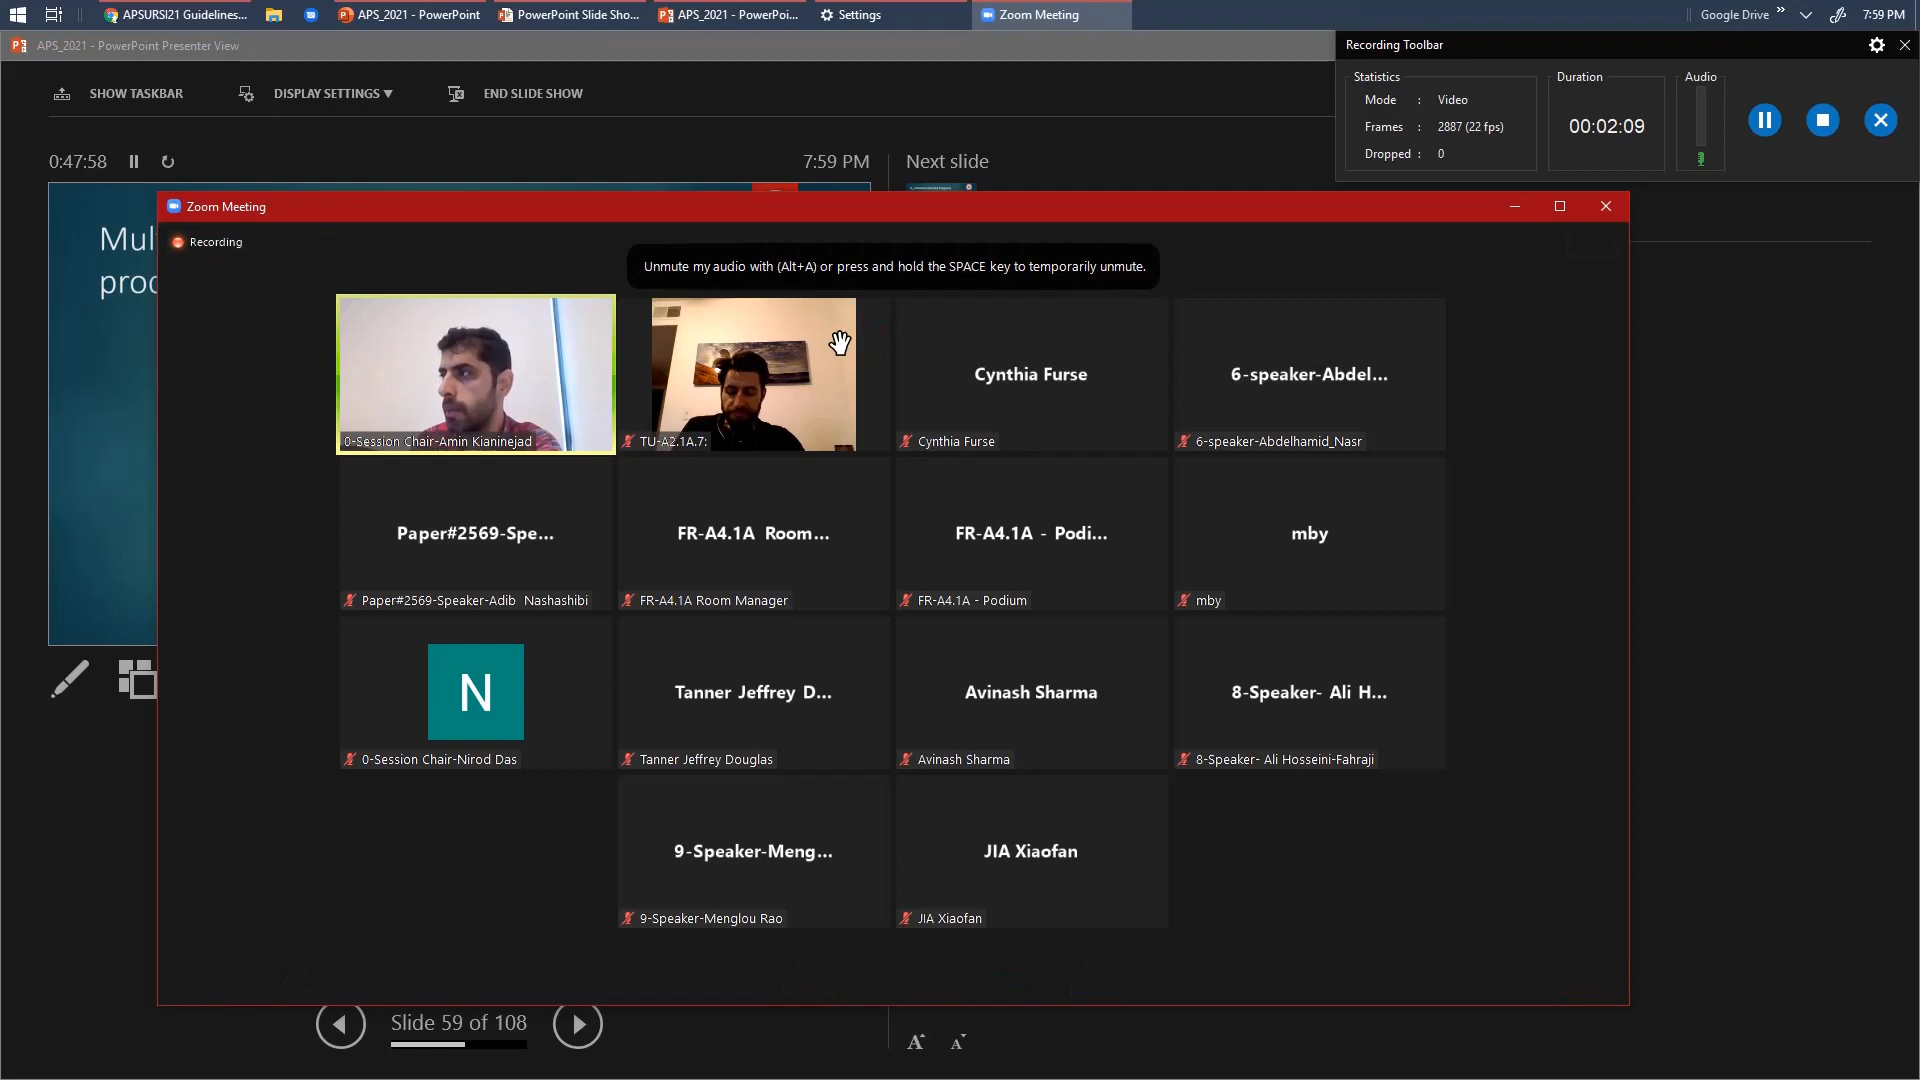 APSURSI21 Guidelines...
APS_2021 - PowerPoint
PowerPoint Slide Sho...
APS_2021 - PowerPoi...
Settings
Zoom Meeting
Google Drive
7:59 PM
APS_2021 - PowerPoint Presenter View
Recording Toolbar
SHOW TASKBAR
DISPLAY SETTINGS
END SLIDE SHOW
Statistics
Mode : Video
Frames : 2887 (22 fps)
Dropped : 0
Duration
00:02:09
Audio
0:47:58
7:59 PM
Next slide
Mul
proc
Zoom Meeting
Recording
Unmute my audio with (Alt+A) or press and hold the SPACE key to temporarily unmute.
0-Session Chair-Amin Kianinejad
TU-A2.1A.7:
Cynthia Furse
Cynthia Furse
6-speaker-Abdel...
6-speaker-Abdelhamid_Nasr
Paper#2569-Spe...
Paper#2569-Speaker-Adib Nashashibi
FR-A4.1A Room...
FR-A4.1A Room Manager
FR-A4.1A - Podi...
FR-A4.1A - Podium
mby
mby
N
0-Session Chair-Nirod Das
Tanner Jeffrey D...
Tanner Jeffrey Douglas
Avinash Sharma
Avinash Sharma
8-Speaker- Ali H...
8-Speaker- Ali Hosseini-Fahraji
9-Speaker-Meng...
9-Speaker-Menglou Rao
JIA Xiaofan
JIA Xiaofan
Slide 59 of 108
A A